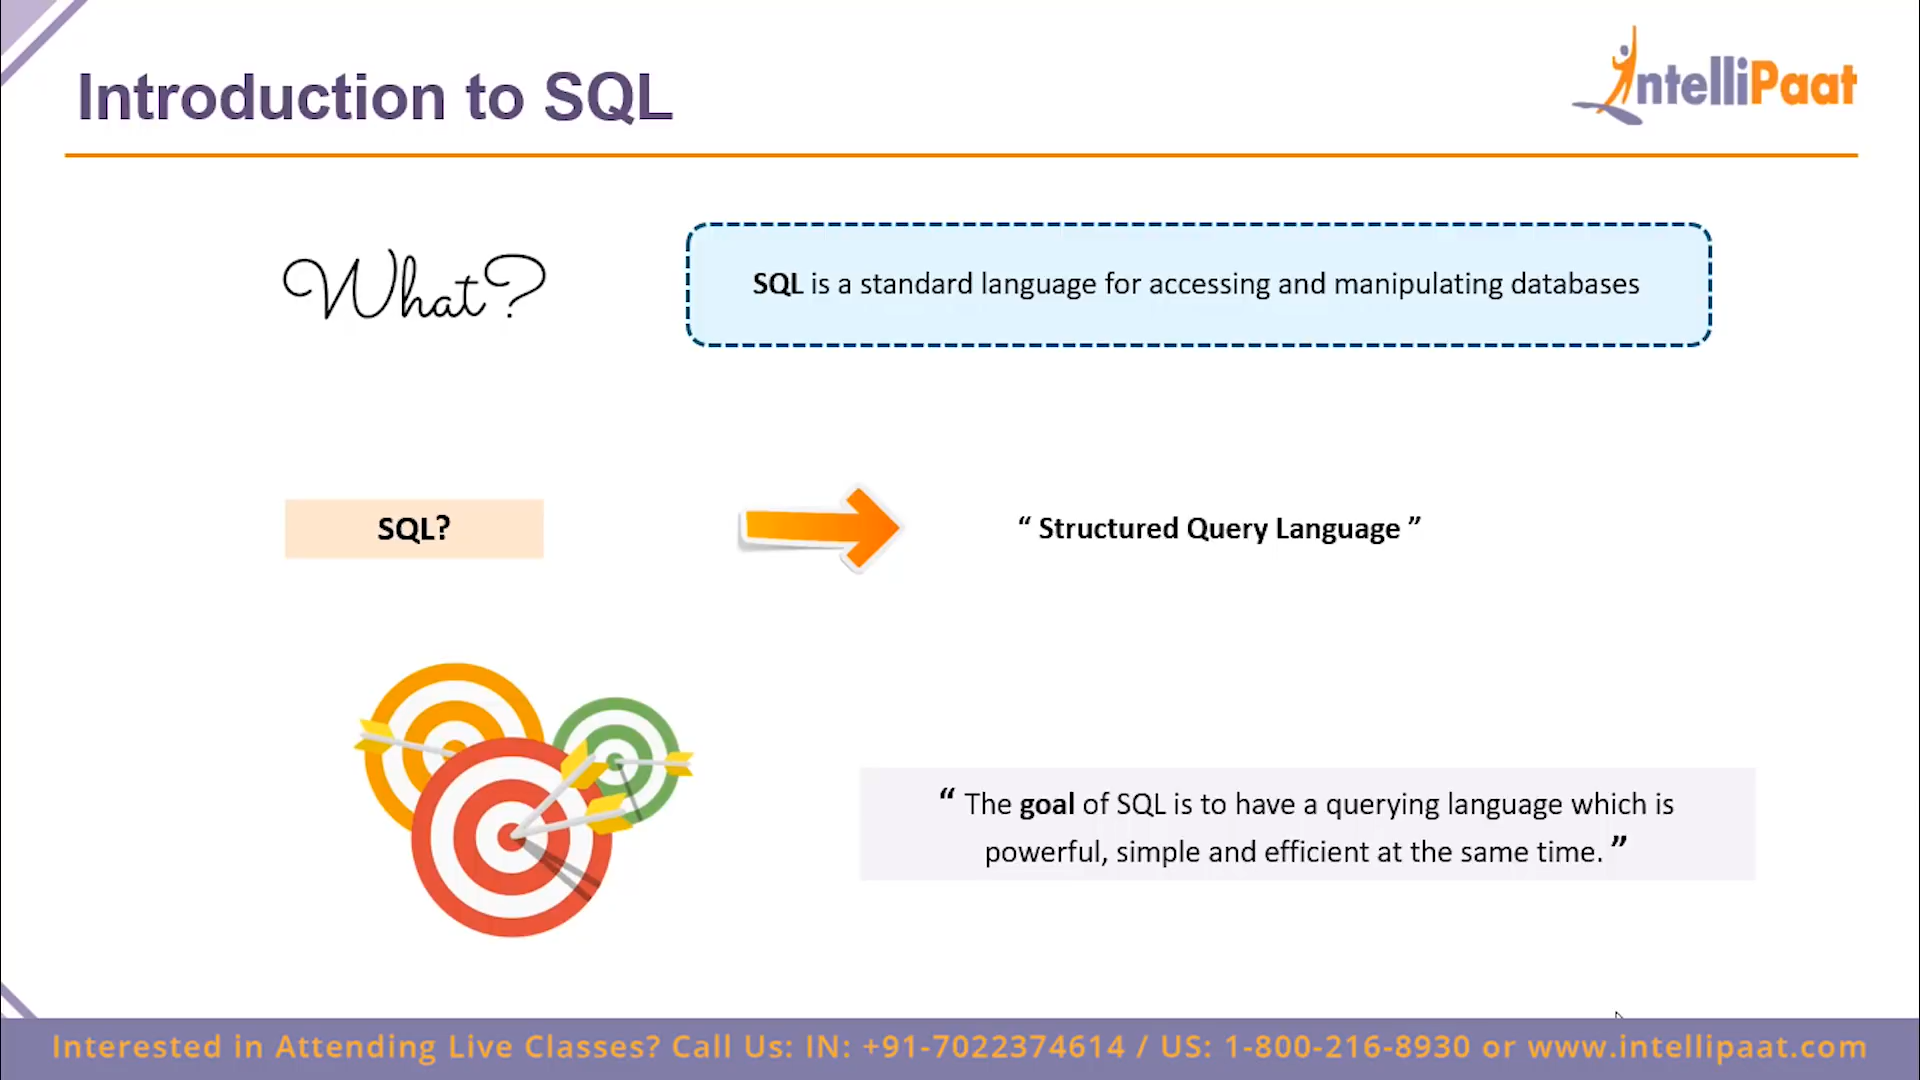 Introduction to SQL
IntelliPaat
What?
SQL is a standard language for accessing and manipulating databases
SQL?
“ Structured Query Language ”
“ The goal of SQL is to have a querying language which is
powerful, simple and efficient at the same time. ”
Interested in Attending Live Classes? Call Us: IN: +91-7022374614 / US: 1-800-216-8930 or www.intellipaat.com